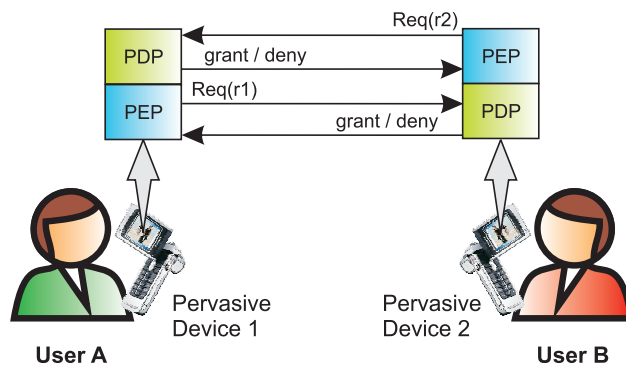 Req(r2)
PDP
grant / deny
PEP
Req(r1)
PEP
PDP
grant / deny
Pervasive
Device 1
Pervasive
Device 2
User A
User B